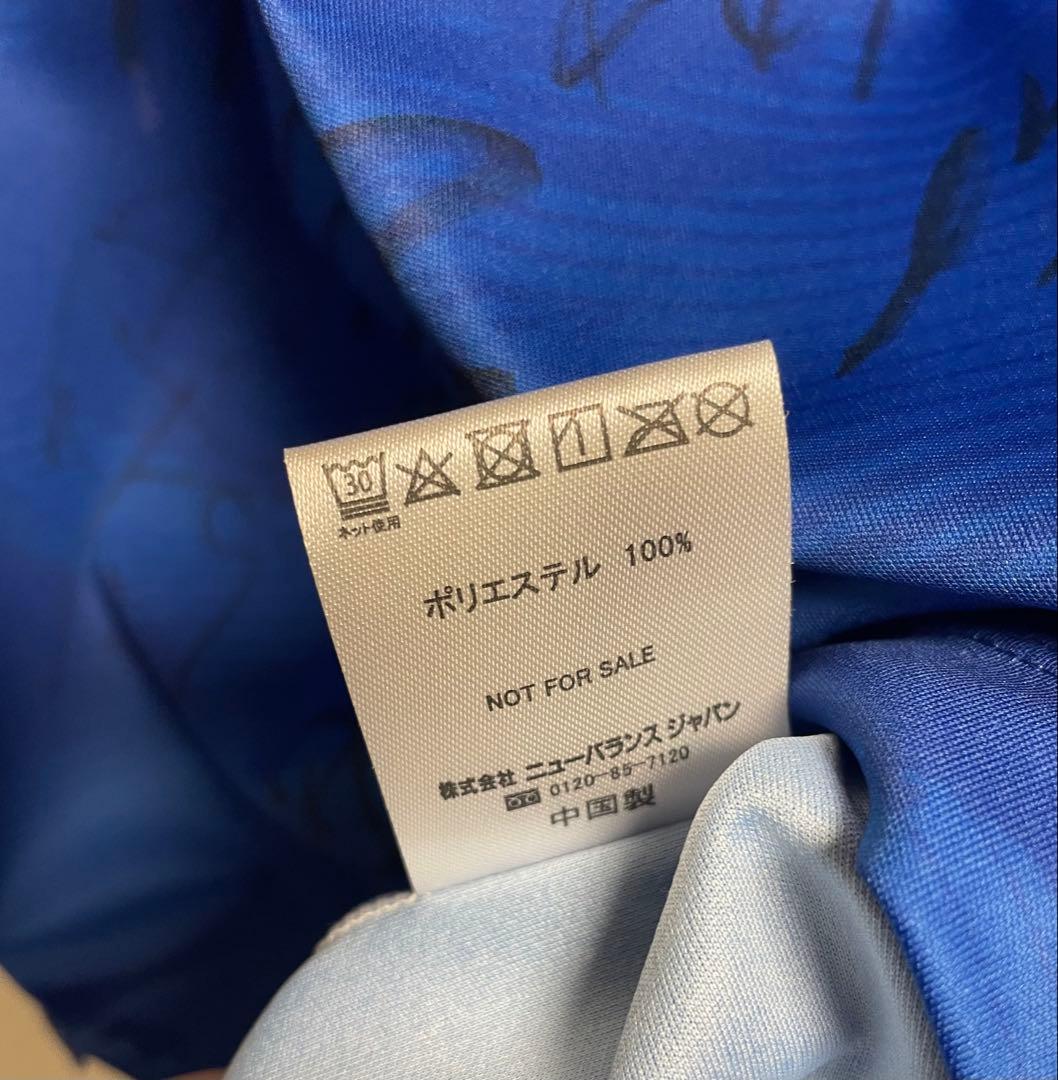 30
ネット使用
ポリエステル 100%
NOT FOR SALE
株式会社 ニューバランス ジャパン
0120-85-7120
中国製